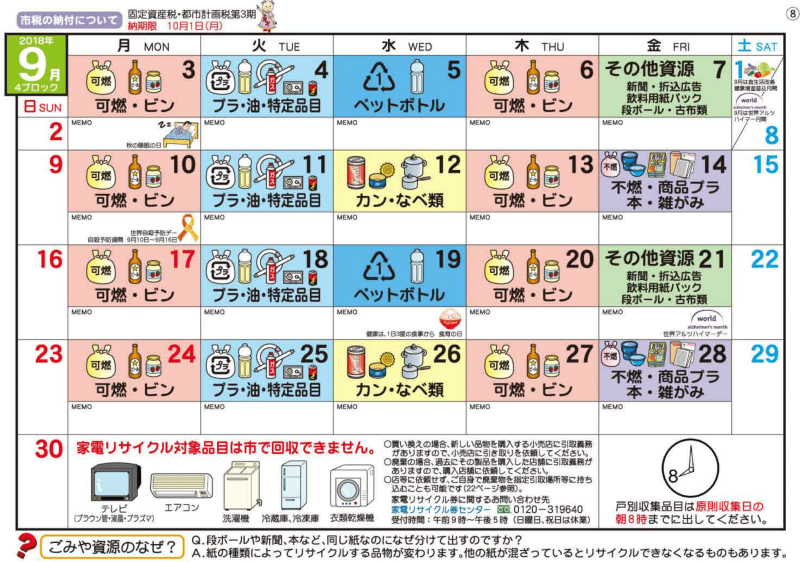 市税の納付について
固定資産税・都市計画税第3期
納期限 10月1日(月)
⑧
2018年
9月
4ブロック
日 SUN
月 MON
火 TUE
水 WED
木 THU
金 FRI
土 SAT
可燃
3
可燃・ビン
プラ
4
プラ・油・特定品目
1
5
ペットボトル
可燃
6
可燃・ビン
その他資源 7
新聞・折込広告
飲料用紙パック
段ボール・古布類
1
9月は食生活改善
健康増進普及月間
world
alzheimer's month
9月は世界アルツ
ハイマー月間
8
2
MEMO
秋の睡眠の日
MEMO
MEMO
MEMO
MEMO
9
可燃
10
可燃・ビン
プラ
ガス
11
プラ・油・特定品目
12
カン・なべ類
可燃
13
可燃・ビン
不燃
14
不燃・商品プラ
本・雑がみ
15
MEMO
世界自殺予防デー
自殺予防週間 9月10日〜9月16日
MEMO
MEMO
MEMO
MEMO
16
可燃
17
可燃・ビン
プラ
ガス
18
プラ・油・特定品目
1
19
ペットボトル
可燃
20
可燃・ビン
その他資源 21
新聞・折込広告
飲料用紙パック
段ボール・古布類
22
MEMO
MEMO
MEMO
健康は、1日3度の食事から 食育の日
MEMO
MEMO
world
alzheimer's month
世界アルツハイマーデー
23
可燃
24
可燃・ビン
プラ
ガス
25
プラ・油・特定品目
26
カン・なべ類
可燃
27
可燃・ビン
不燃
28
不燃・商品プラ
本・雑がみ
29
MEMO
MEMO
MEMO
MEMO
MEMO
30
家電リサイクル対象品目は市で回収できません。
テレビ
(ブラウン管・液晶・プラズマ)
エアコン
洗濯機
冷蔵庫、冷凍庫
衣類乾燥機
○買い換えの場合、新しい品物を購入する小売店に引取義務
がありますので、小売店に引き取りを依頼してください。
○廃棄の場合、過去にその製品を購入した店舗に引取義務が
ありますので、購入店舗に依頼してください。
○店等に依頼せず、ご自身で廃棄物を指定引取場所等に持ち
込むことも可能です(22ページ参照)。
家電リサイクル券に関するお問い合わせ先
家電リサイクル券センター 0120−319640
受付時間：午前9時〜午後5時(日曜日、祝日は休業)
8
戸別収集品目は原則収集日の
朝8時までに出してください。
ごみや資源のなぜ？
Q.段ボールや新聞、本など、同じ紙なのになぜ分けて出すのですか？
A.紙の種類によってリサイクルする品物が変わります。他の紙が混ざっているとリサイクルできなくなるものもあります。